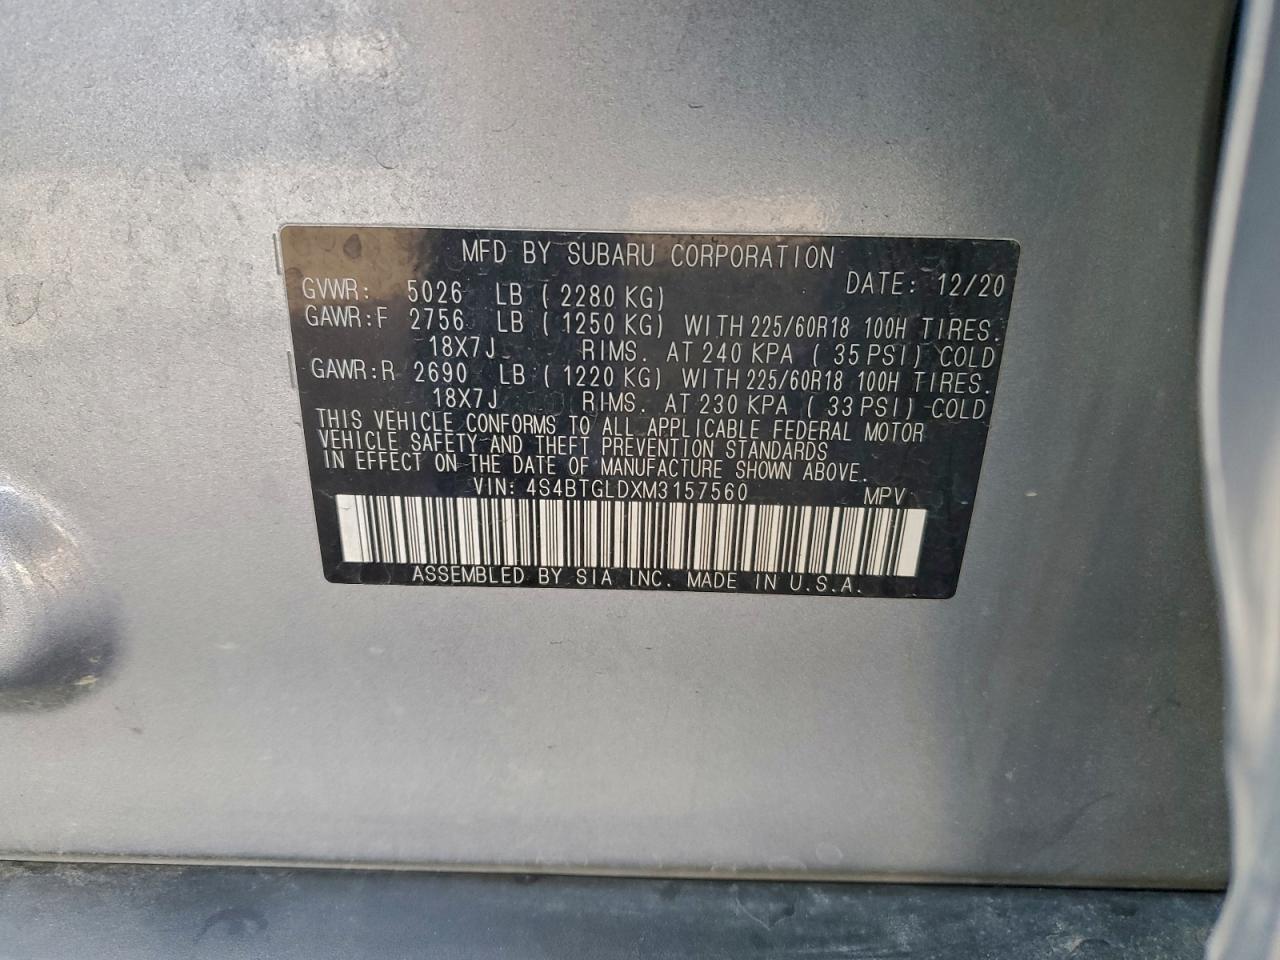 MFD BY SUBARU CORPORATION
DATE: 12/20
GVWR: 5026 LB ( 2280 KG)
GAWR:F 2756 LB ( 1250 KG) WITH 225/60R18 100H TIRES.
18X7J RIMS. AT 240 KPA ( 35 PSI) COLD
GAWR:R 2690 LB ( 1220 KG) WITH 225/60R18 100H TIRES.
18X7J RIMS. AT 230 KPA ( 33 PSI) COLD
THIS VEHICLE CONFORMS TO ALL APPLICABLE FEDERAL MOTOR
VEHICLE SAFETY AND THEFT PREVENTION STANDARDS
IN EFFECT ON THE DATE OF MANUFACTURE SHOWN ABOVE.
VIN: 4S4BTGLDXM3157560 MPV
ASSEMBLED BY SIA INC. MADE IN U.S.A.